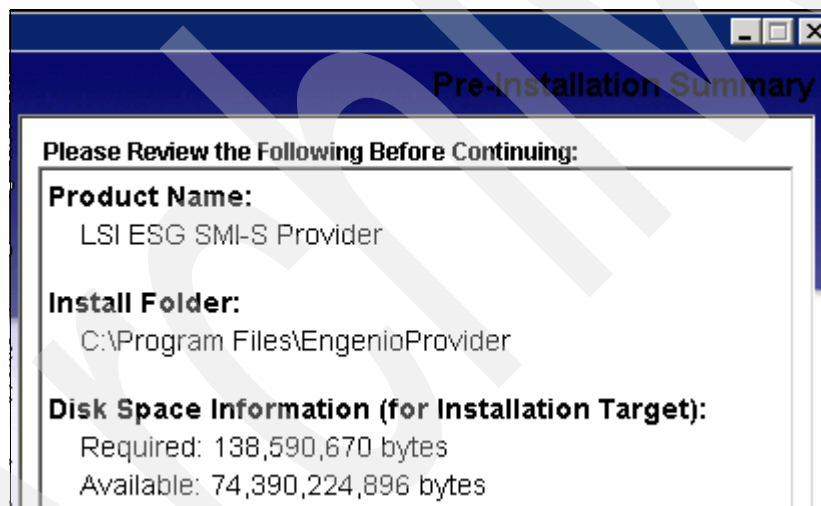 Pre-Installation Summary
Please Review the Following Before Continuing:
Product Name:
LSI ESG SMI-S Provider
Install Folder:
C:\Program Files\EngenioProvider
Disk Space Information (for Installation Target):
Required: 138,590,670 bytes
Available: 74,390,224,896 bytes